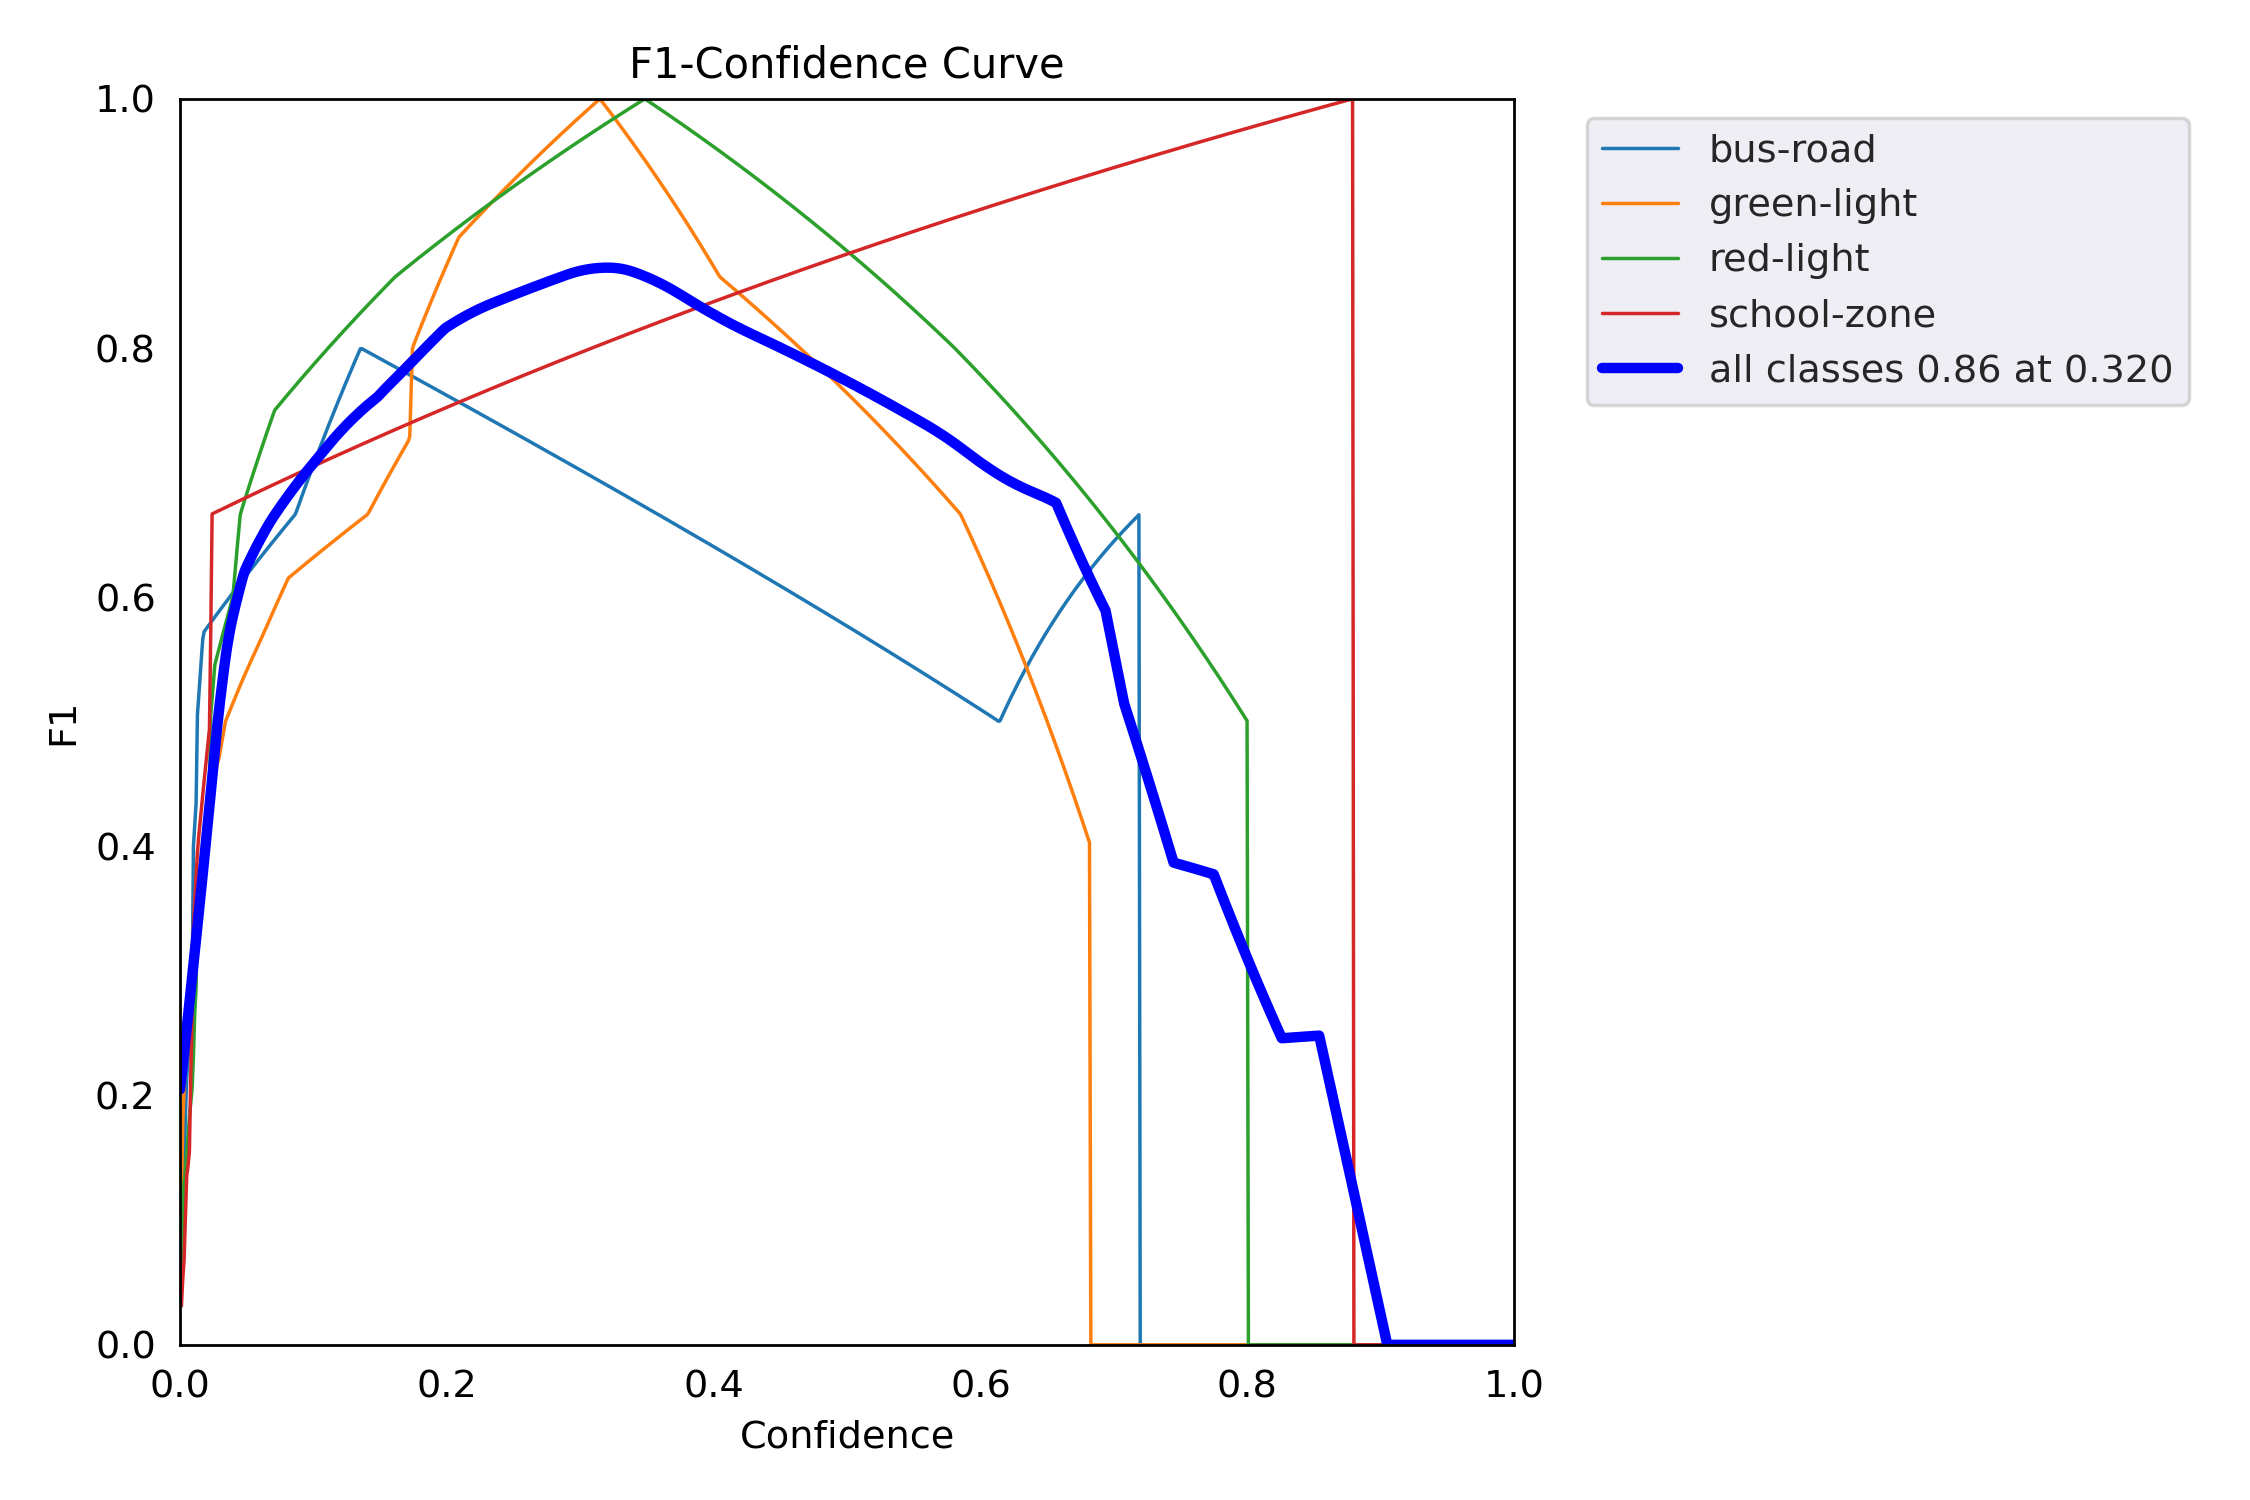 F1-Confidence Curve
1.0
0.8
0.6
0.4
0.2
0.0
F1
0.0 0.2 0.4 0.6 0.8 1.0
Confidence
bus-road
green-light
red-light
school-zone
all classes 0.86 at 0.320